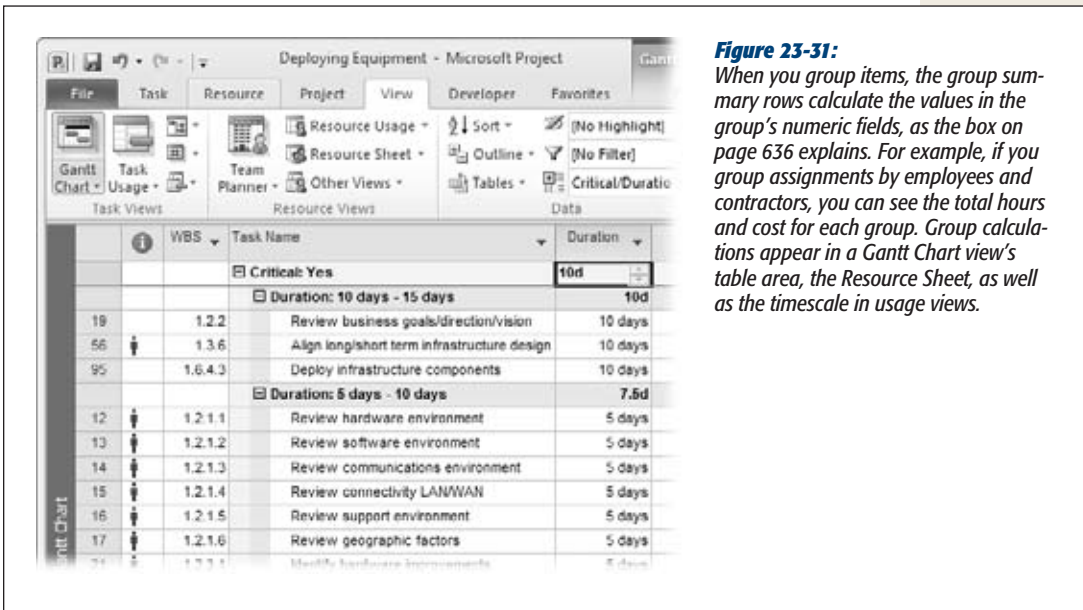 Deploying Equipment - Microsoft Project
Gantt
File Task Resource Project View Developer Favorites
Gantt Chart
Task Usage
Team Planner
Resource Usage
Resource Sheet
Other Views
Sort
Outline
Tables
[No Highlight]
[No Filter]
Critical/Duratio
Task Views
Resource Views
Data
WBS Task Name Duration
Critical: Yes 10d
Duration: 10 days - 15 days 10d
19 1.2.2 Review business goals/direction/vision 10 days
56 1.3.6 Align long/short term infrastructure design 10 days
95 1.6.4.3 Deploy infrastructure components 10 days
Duration: 5 days - 10 days 7.5d
12 1.2.1.1 Review hardware environment 5 days
13 1.2.1.2 Review software environment 5 days
14 1.2.1.3 Review communications environment 5 days
15 1.2.1.4 Review connectivity LAN/WAN 5 days
16 1.2.1.5 Review support environment 5 days
17 1.2.1.6 Review geographic factors 5 days
Identify hardware improvements
ntt Chart
Figure 23-31:
When you group items, the group sum-
mary rows calculate the values in the
group's numeric fields, as the box on
page 636 explains. For example, if you
group assignments by employees and
contractors, you can see the total hours
and cost for each group. Group calcula-
tions appear in a Gantt Chart view's
table area, the Resource Sheet, as well
as the timescale in usage views.